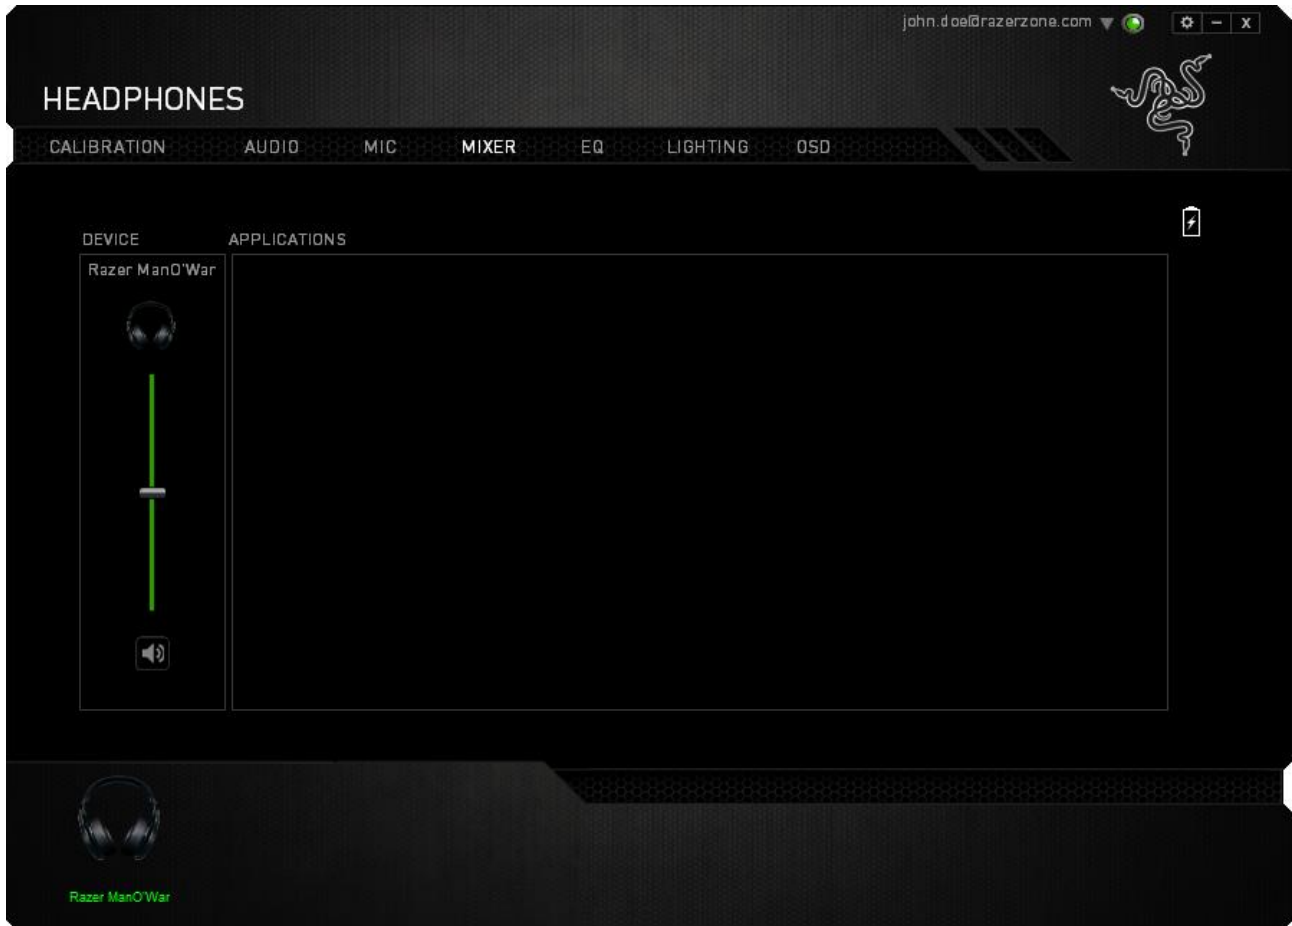 john.doe@razerzone.com
X
HEADPHONES
CALIBRATION AUDIO MIC MIXER EQ LIGHTING OSD
DEVICE APPLICATIONS
Razer ManO'War
Razer ManO'War